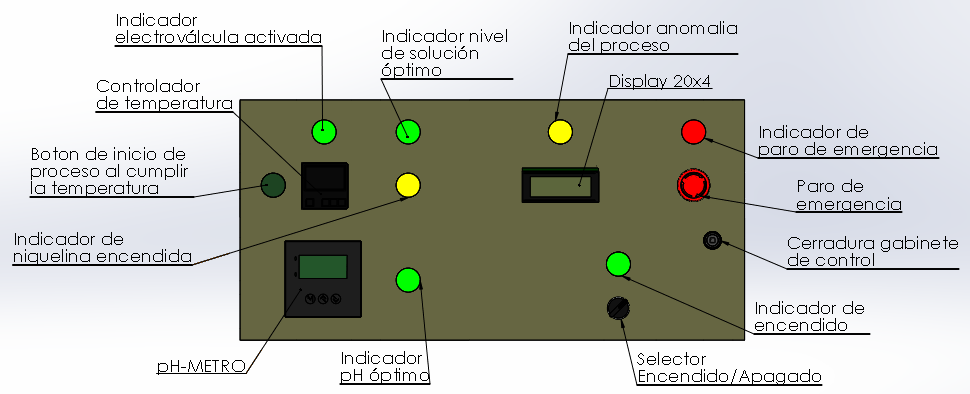 Indicador
electroválcula activada
Indicador nivel
de solución
óptimo
Indicador anomalia
del proceso
Display 20x4
Controlador
de temperatura
Indicador de
paro de emergencia
Boton de inicio de
proceso al cumplir
la temperatura
Paro de
emergencia
Indicador de
niquelina encendida
Cerradura gabinete
de control
Indicador de
encendido
pH-METRO
Indicador
pH óptimo
Selector
Encendido/Apagado